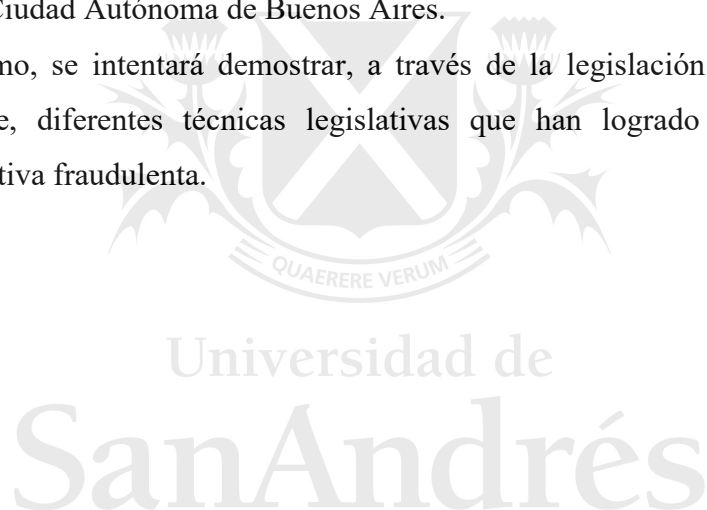 Ciudad Autónoma de Buenos Aires.
mo, se intentará demostrar, a través de la legislación
e, diferentes técnicas legislativas que han logrado
tiva fraudulenta.
QUAERERE VERUM
Universidad de
SanAndrés